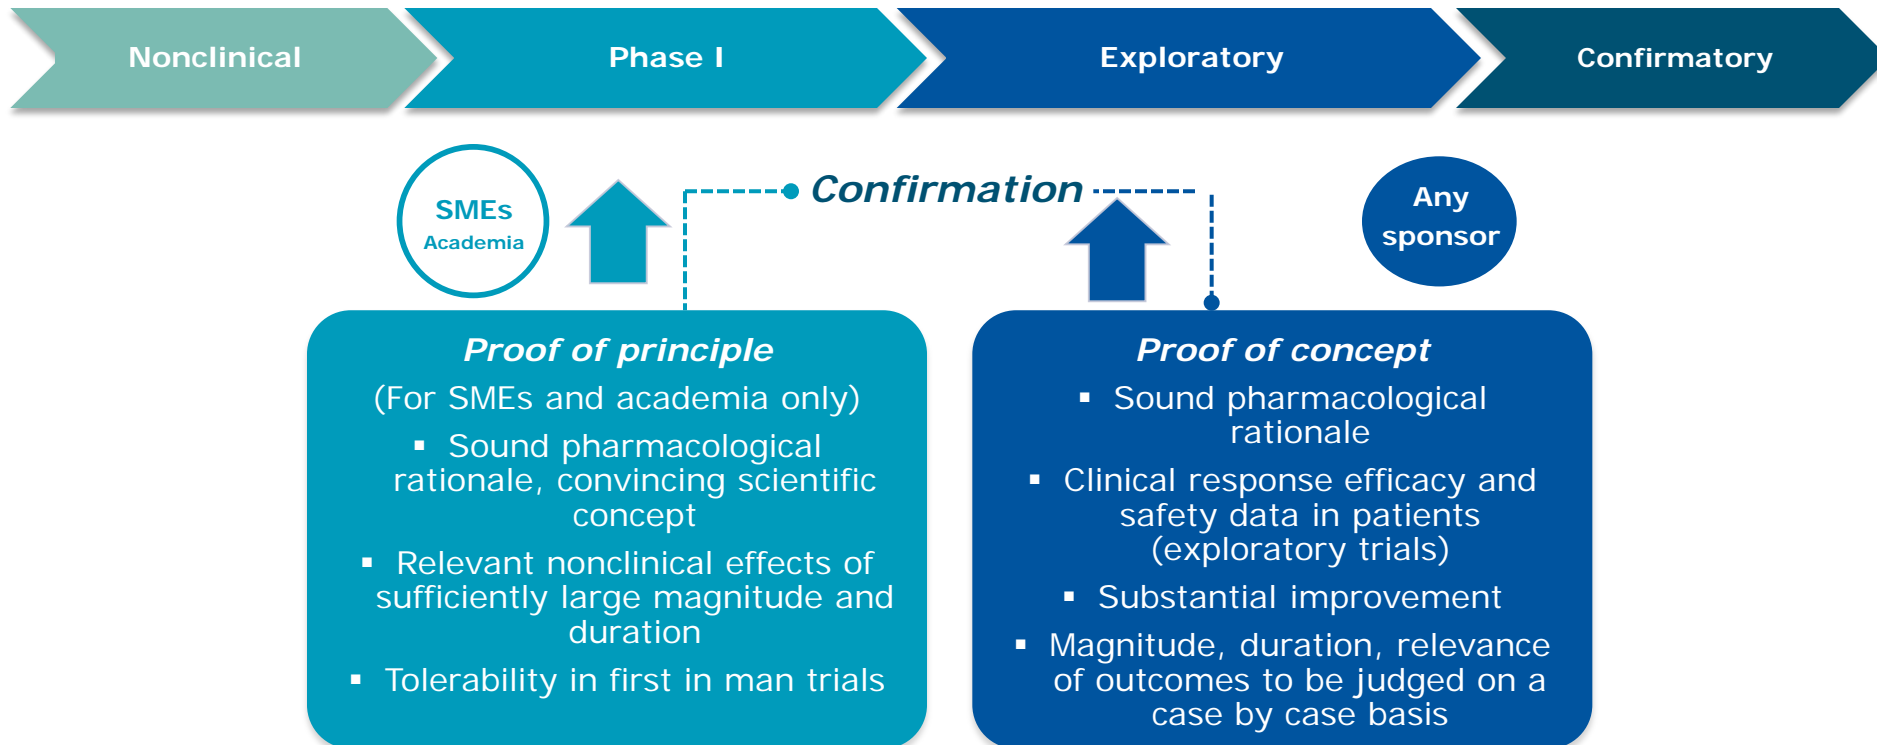 Nonclinical
Phase I
Exploratory
Confirmatory
SMEs
Academia
Confirmation
Any
sponsor
Proof of principle
(For SMEs and academia only)
▪ Sound pharmacological
rationale, convincing scientific
concept
▪ Relevant nonclinical effects of
sufficiently large magnitude and
duration
▪ Tolerability in first in man trials
Proof of concept
▪ Sound pharmacological
rationale
▪ Clinical response efficacy and
safety data in patients
(exploratory trials)
▪ Substantial improvement
▪ Magnitude, duration, relevance
of outcomes to be judged on a
case by case basis